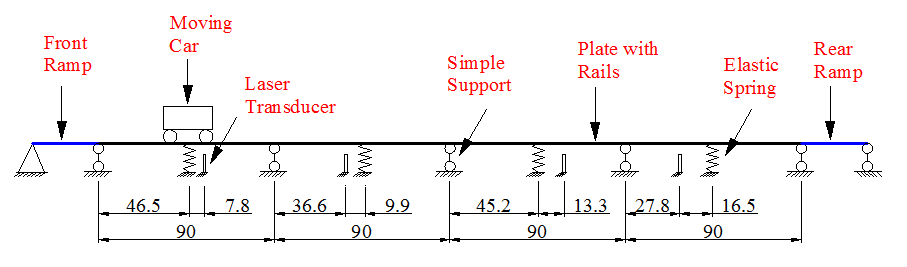 Moving
Car
Front
Ramp
Laser
Transducer
Simple
Support
Plate with
Rails
Elastic
Spring
Rear
Ramp
46.5 7.8 36.6 9.9 45.2 13.3 27.8 16.5
90 90 90 90